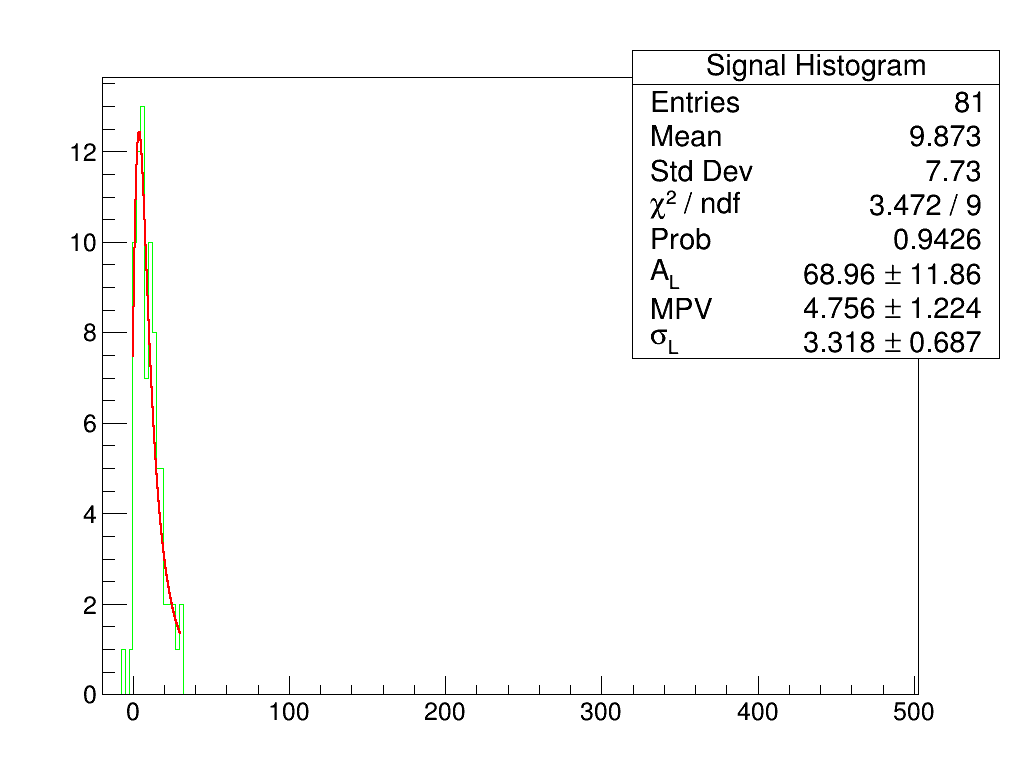 Signal Histogram
Entries 81
Mean 9.873
Std Dev 7.73
χ² / ndf 3.472 / 9
Prob 0.9426
A_L 68.96 ± 11.86
MPV 4.756 ± 1.224
σ_L 3.318 ± 0.687
12
10
8
6
4
2
0
0 100 200 300 400 500